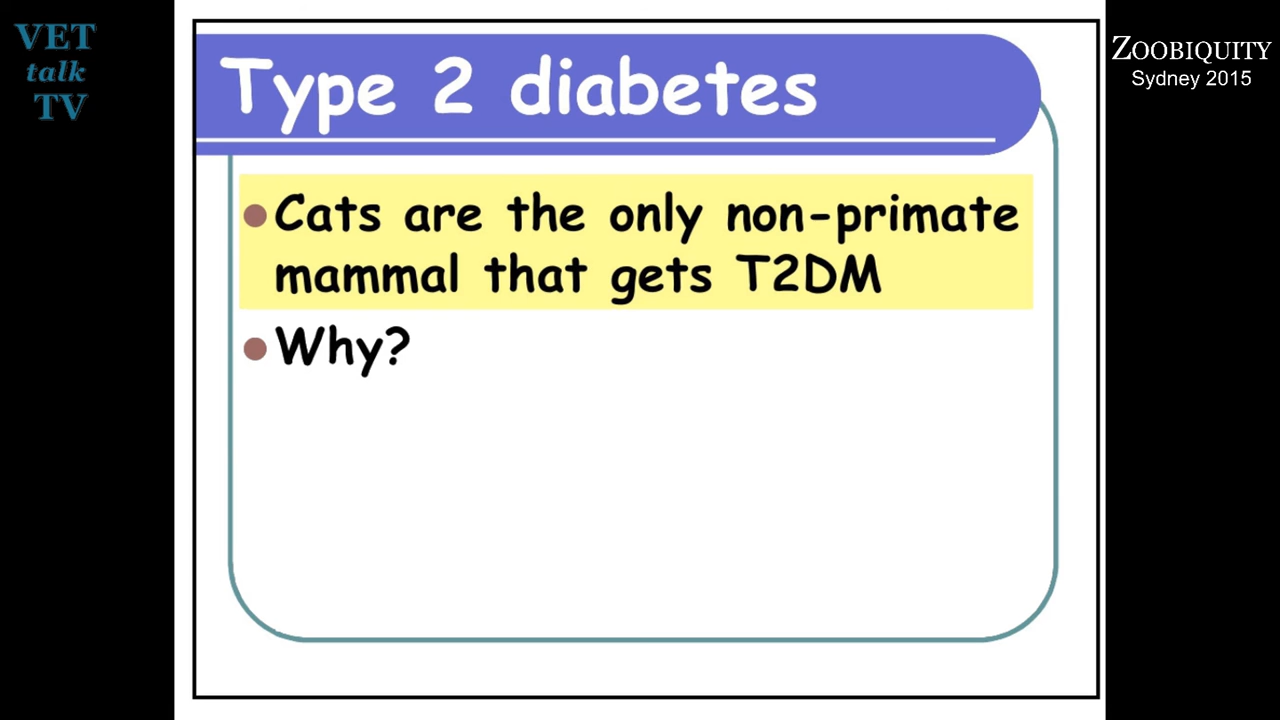 VET
talk
TV
Type 2 diabetes
Cats are the only non-primate
mammal that gets T2DM
Why?
ZOOBIQUITY
Sydney 2015